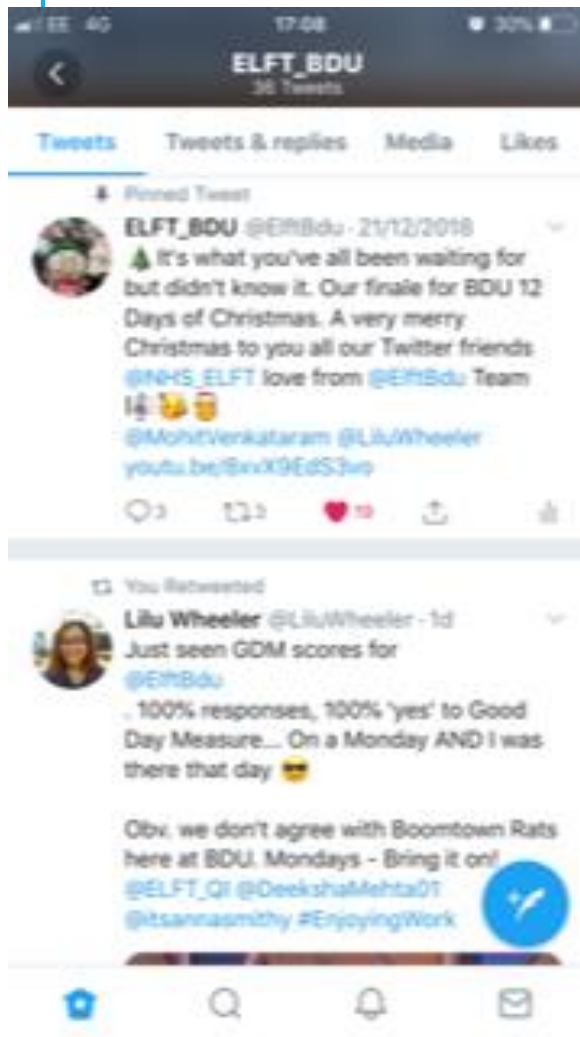 EE 4G 17:08 30%
ELFT_BDU
36 Tweets
Tweets Tweets & replies Media Likes
Pinned Tweet
ELFT_BDU @ElftBdu · 21/12/2018
It's what you've all been waiting for
but didn't know it. Our finale for BDU 12
Days of Christmas. A very merry
Christmas to you all our Twitter friends
@NHS_ELFT love from @ElftBdu Team
@MohitVenkataram @LiluWheeler
3 3 19
You Retweeted
Lilu Wheeler @LiluWheeler · 1d
Just seen GDM scores for
@ElftBdu
. 100% responses, 100% 'yes' to Good
Day Measure... On a Monday AND I was
there that day 😎
Obv. we don't agree with Boomtown Rats
here at BDU. Mondays - Bring it on!
@ELFT_QI @DeekshaMehta01
@itsannasmithy #EnjoyingWork